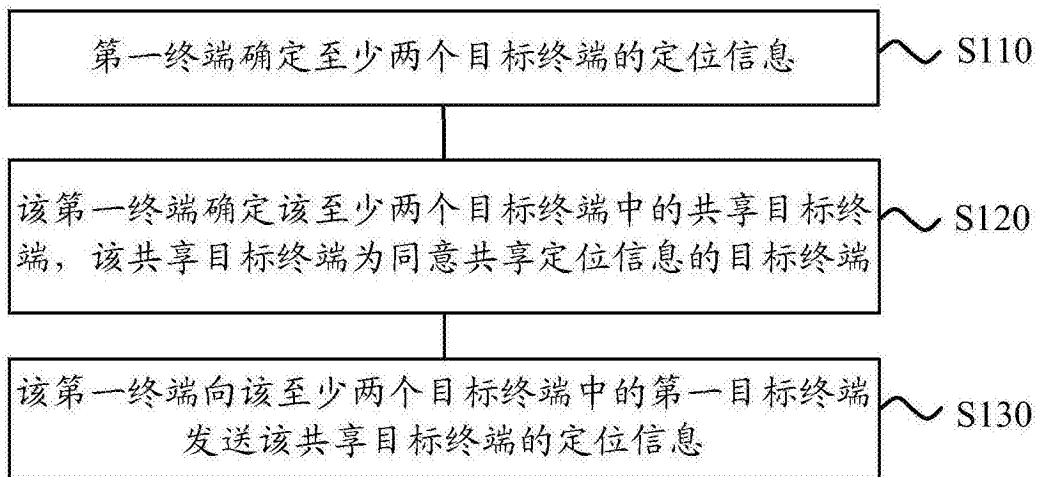 第一终端确定至少两个目标终端的定位信息
S110
该第一终端确定该至少两个目标终端中的共享目标终
端，该共享目标终端为同意共享定位信息的目标终端
S120
该第一终端向该至少两个目标终端中的第一目标终端
发送该共享目标终端的定位信息
S130